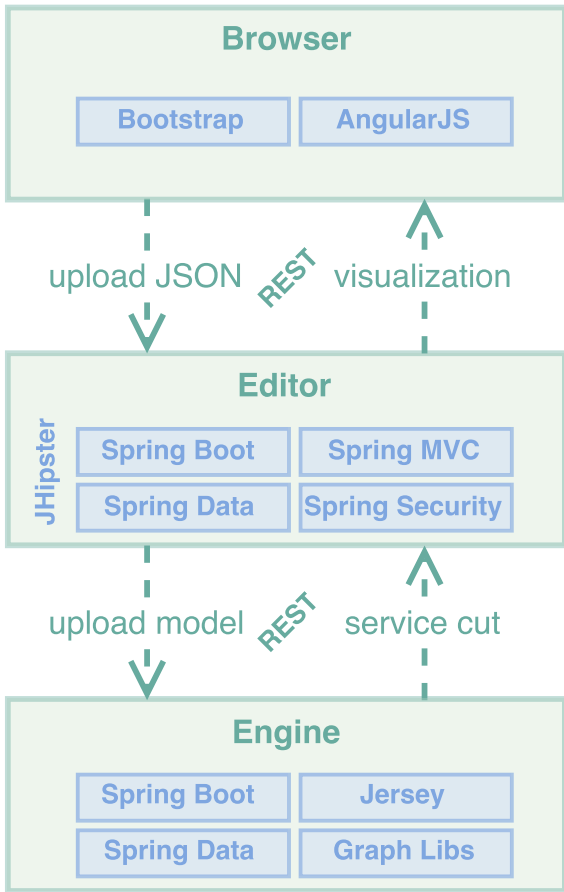 Browser
Bootstrap
AngularJS
upload JSON
REST
visualization
Editor
JHipster
Spring Boot
Spring MVC
Spring Data
Spring Security
upload model
REST
service cut
Engine
Spring Boot
Jersey
Spring Data
Graph Libs